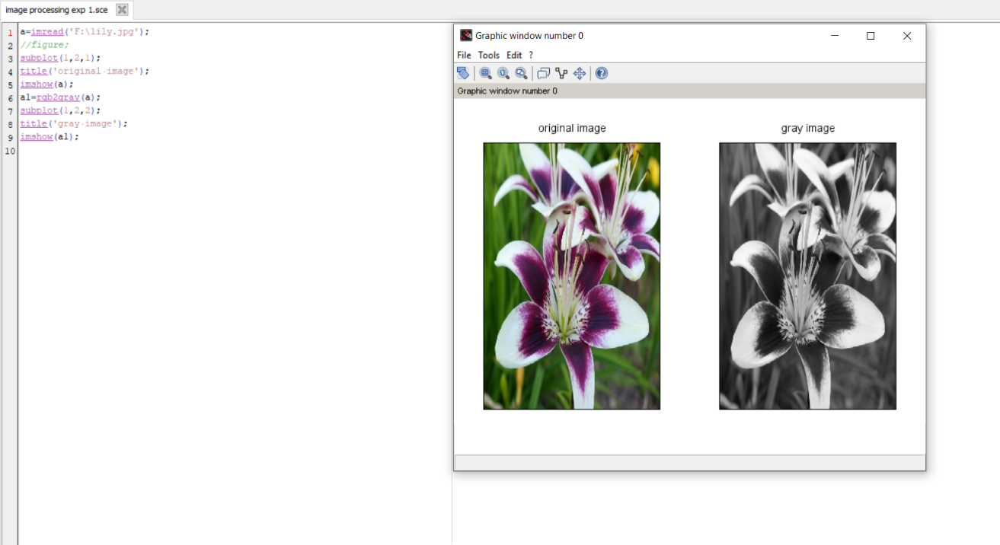 image processing exp 1.sce
1 a=imread('F:\lily.jpg');
2 //figure;
3 subplot(1,2,1);
4 title('original·image');
5 imshow(a);
6 a1=rgb2gray(a);
7 subplot(1,2,2);
8 title('gray·image');
9 imshow(a1);
10
Graphic window number 0
File Tools Edit ?
Graphic window number 0
original image
gray image